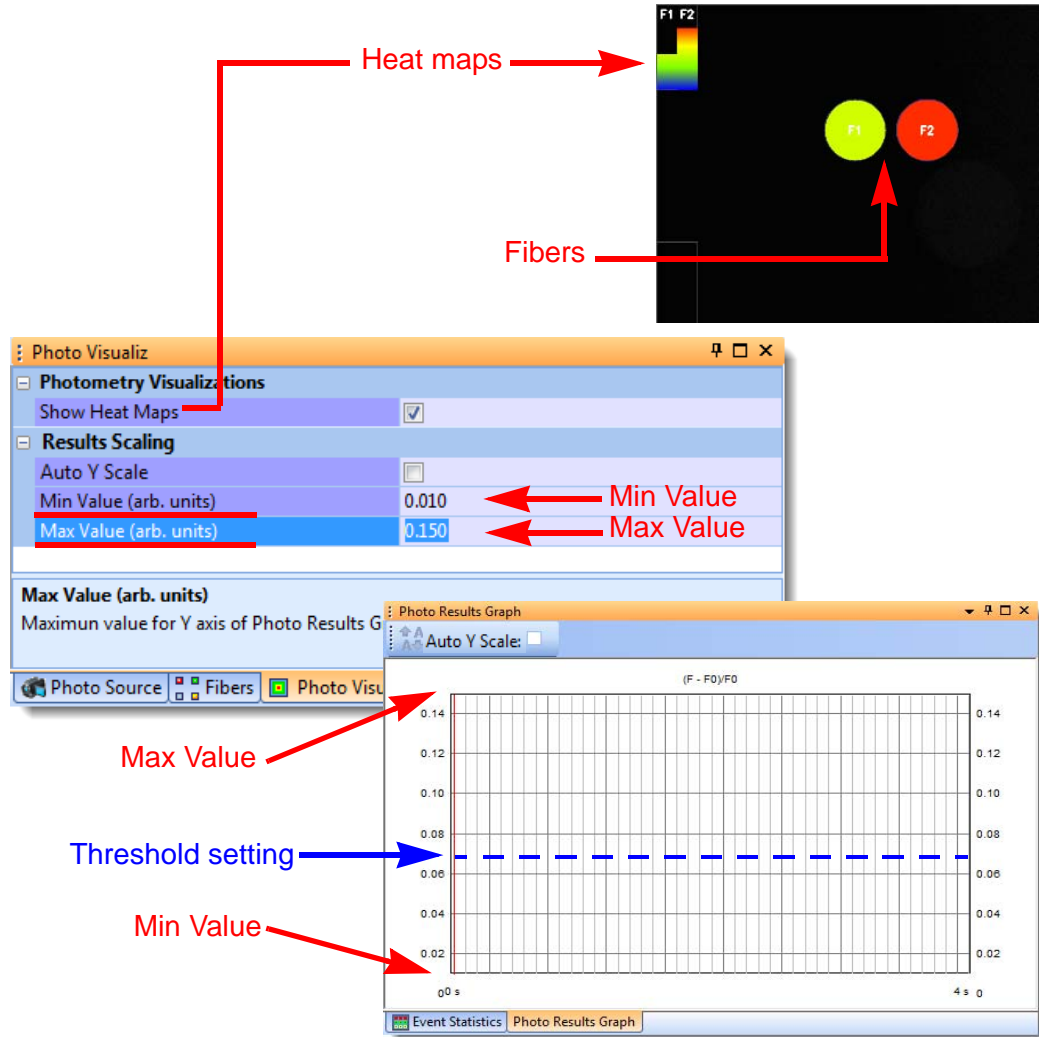 F1 F2
Heat maps
F1
F2
Fibers
Photo Visualiz
Photometry Visualizations
Show Heat Maps
Results Scaling
Auto Y Scale
Min Value (arb. units) 0.010 Min Value
Max Value (arb. units) 0.150 Max Value
Max Value (arb. units)
Maximun value for Y axis of Photo Results G
Photo Source Fibers Photo Visu
Photo Results Graph
Auto Y Scale:
(F - F0)/F0
Max Value
0.14 0.14
0.12 0.12
0.10 0.10
0.08 0.08
Threshold setting
0.06 0.06
0.04 0.04
Min Value
0.02 0.02
0 0 s 4 s 0
Event Statistics Photo Results Graph